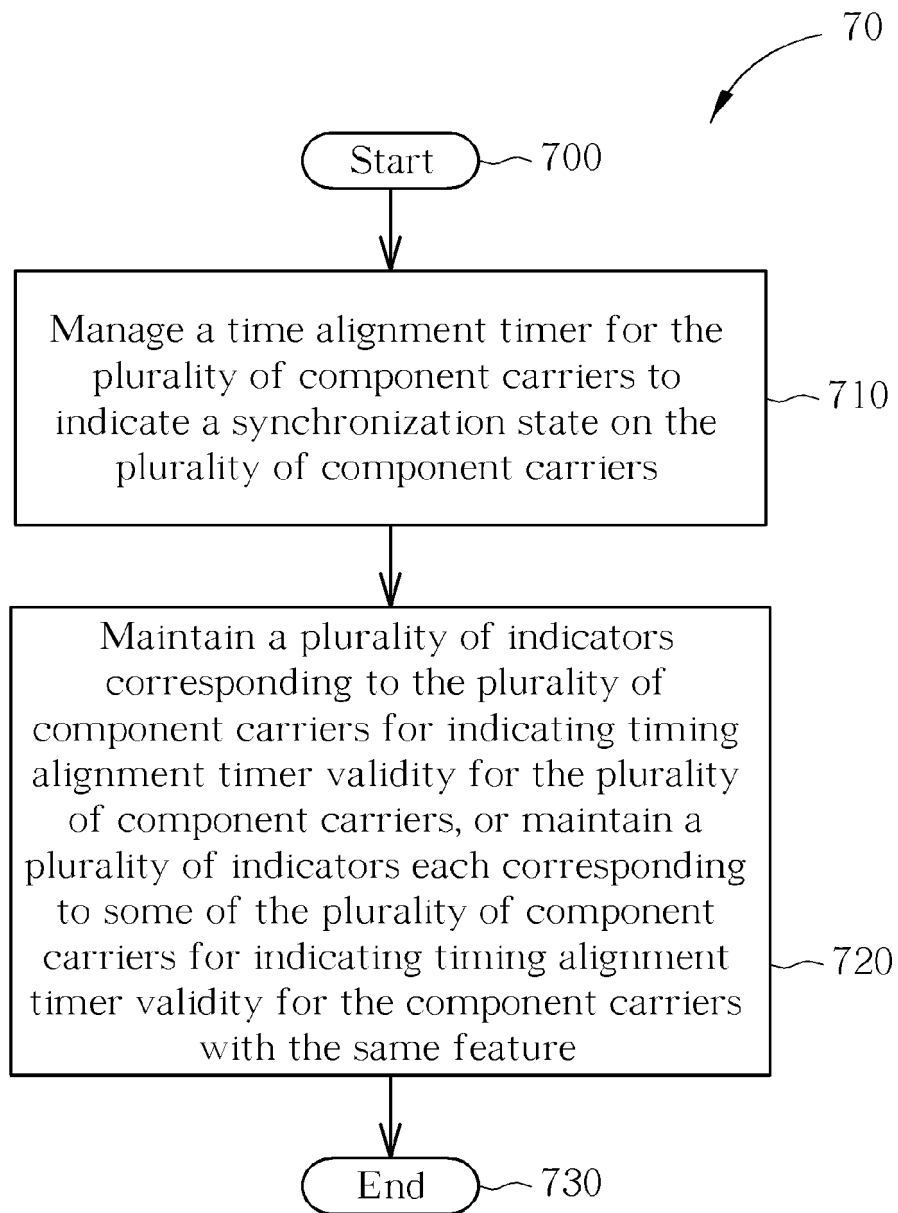 70
Start
700
Manage a time alignment timer for the
plurality of component carriers to
indicate a synchronization state on the
plurality of component carriers
710
Maintain a plurality of indicators
corresponding to the plurality of
component carriers for indicating timing
alignment timer validity for the plurality
of component carriers, or maintain a
plurality of indicators each corresponding
to some of the plurality of component
carriers for indicating timing alignment
timer validity for the component carriers
with the same feature
720
End
730